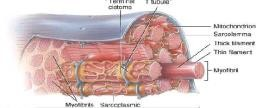 Terminal
cisterna
T tubule
Mitochondrion
Sarcolemma
Thick filament
Thin filament
Myofibril
Myofibrils
Sarcoplasmic